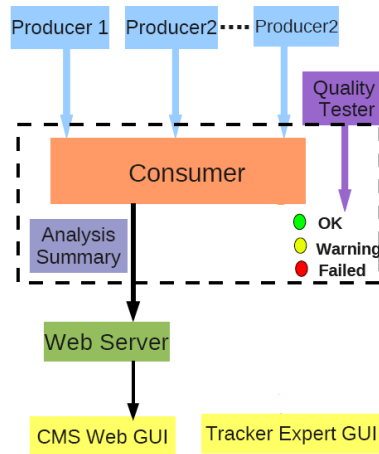 Producer 1
Producer2
Producer2
Quality
Tester
Consumer
Analysis
Summary
OK
Warning
Failed
Web Server
CMS Web GUI
Tracker Expert GUI